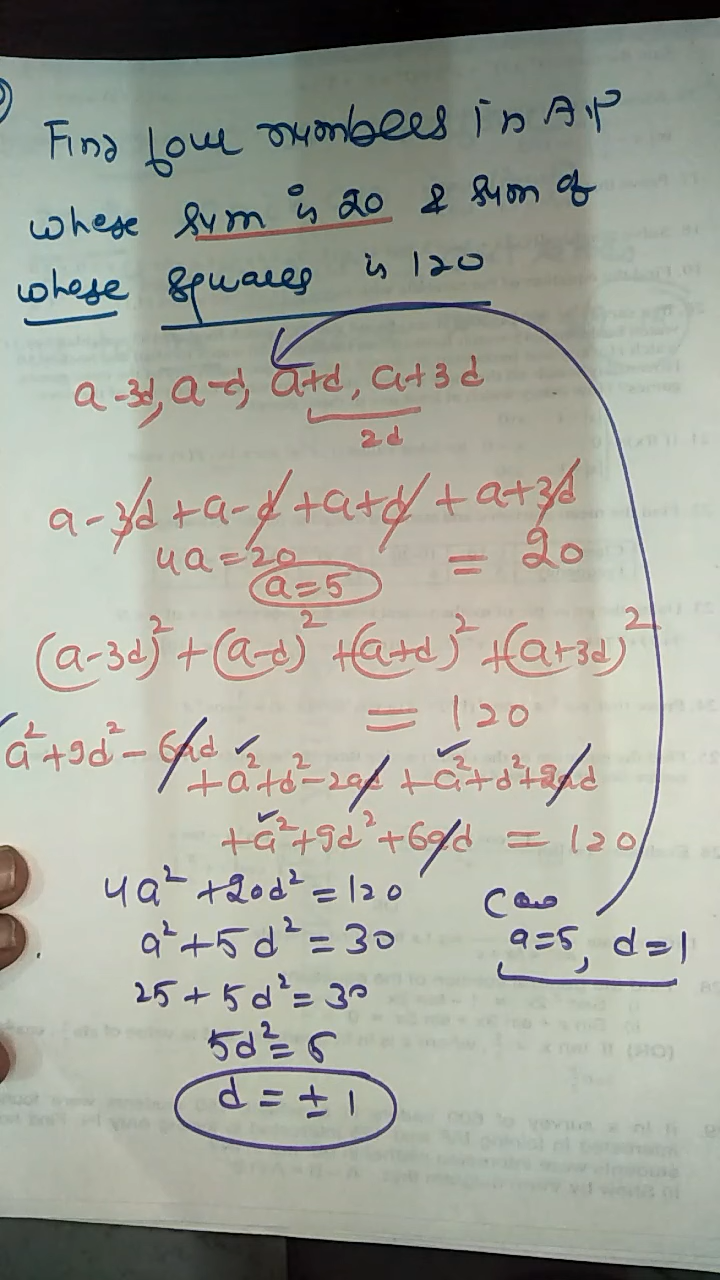 Find four numbers in A.P
whose sum is 20 & sum of
whose squares is 120
a-3d, a-d, a+d, a+3d
2d
a-3d+a-d+a+d+a+3d
4a=20 = 20
a=5
(a-3d)²+(a-d)²+(a+d)²+(a+3d)²
= 120
a²+9d²-6ad
+a²+d²-2ad +a²+d²+2ad
+a²+9d²+6ad = 120
4a²+20d²=120
a²+5d²=30
25+5d²=30
5d²=5
d=±1
Case
a=5, d=1